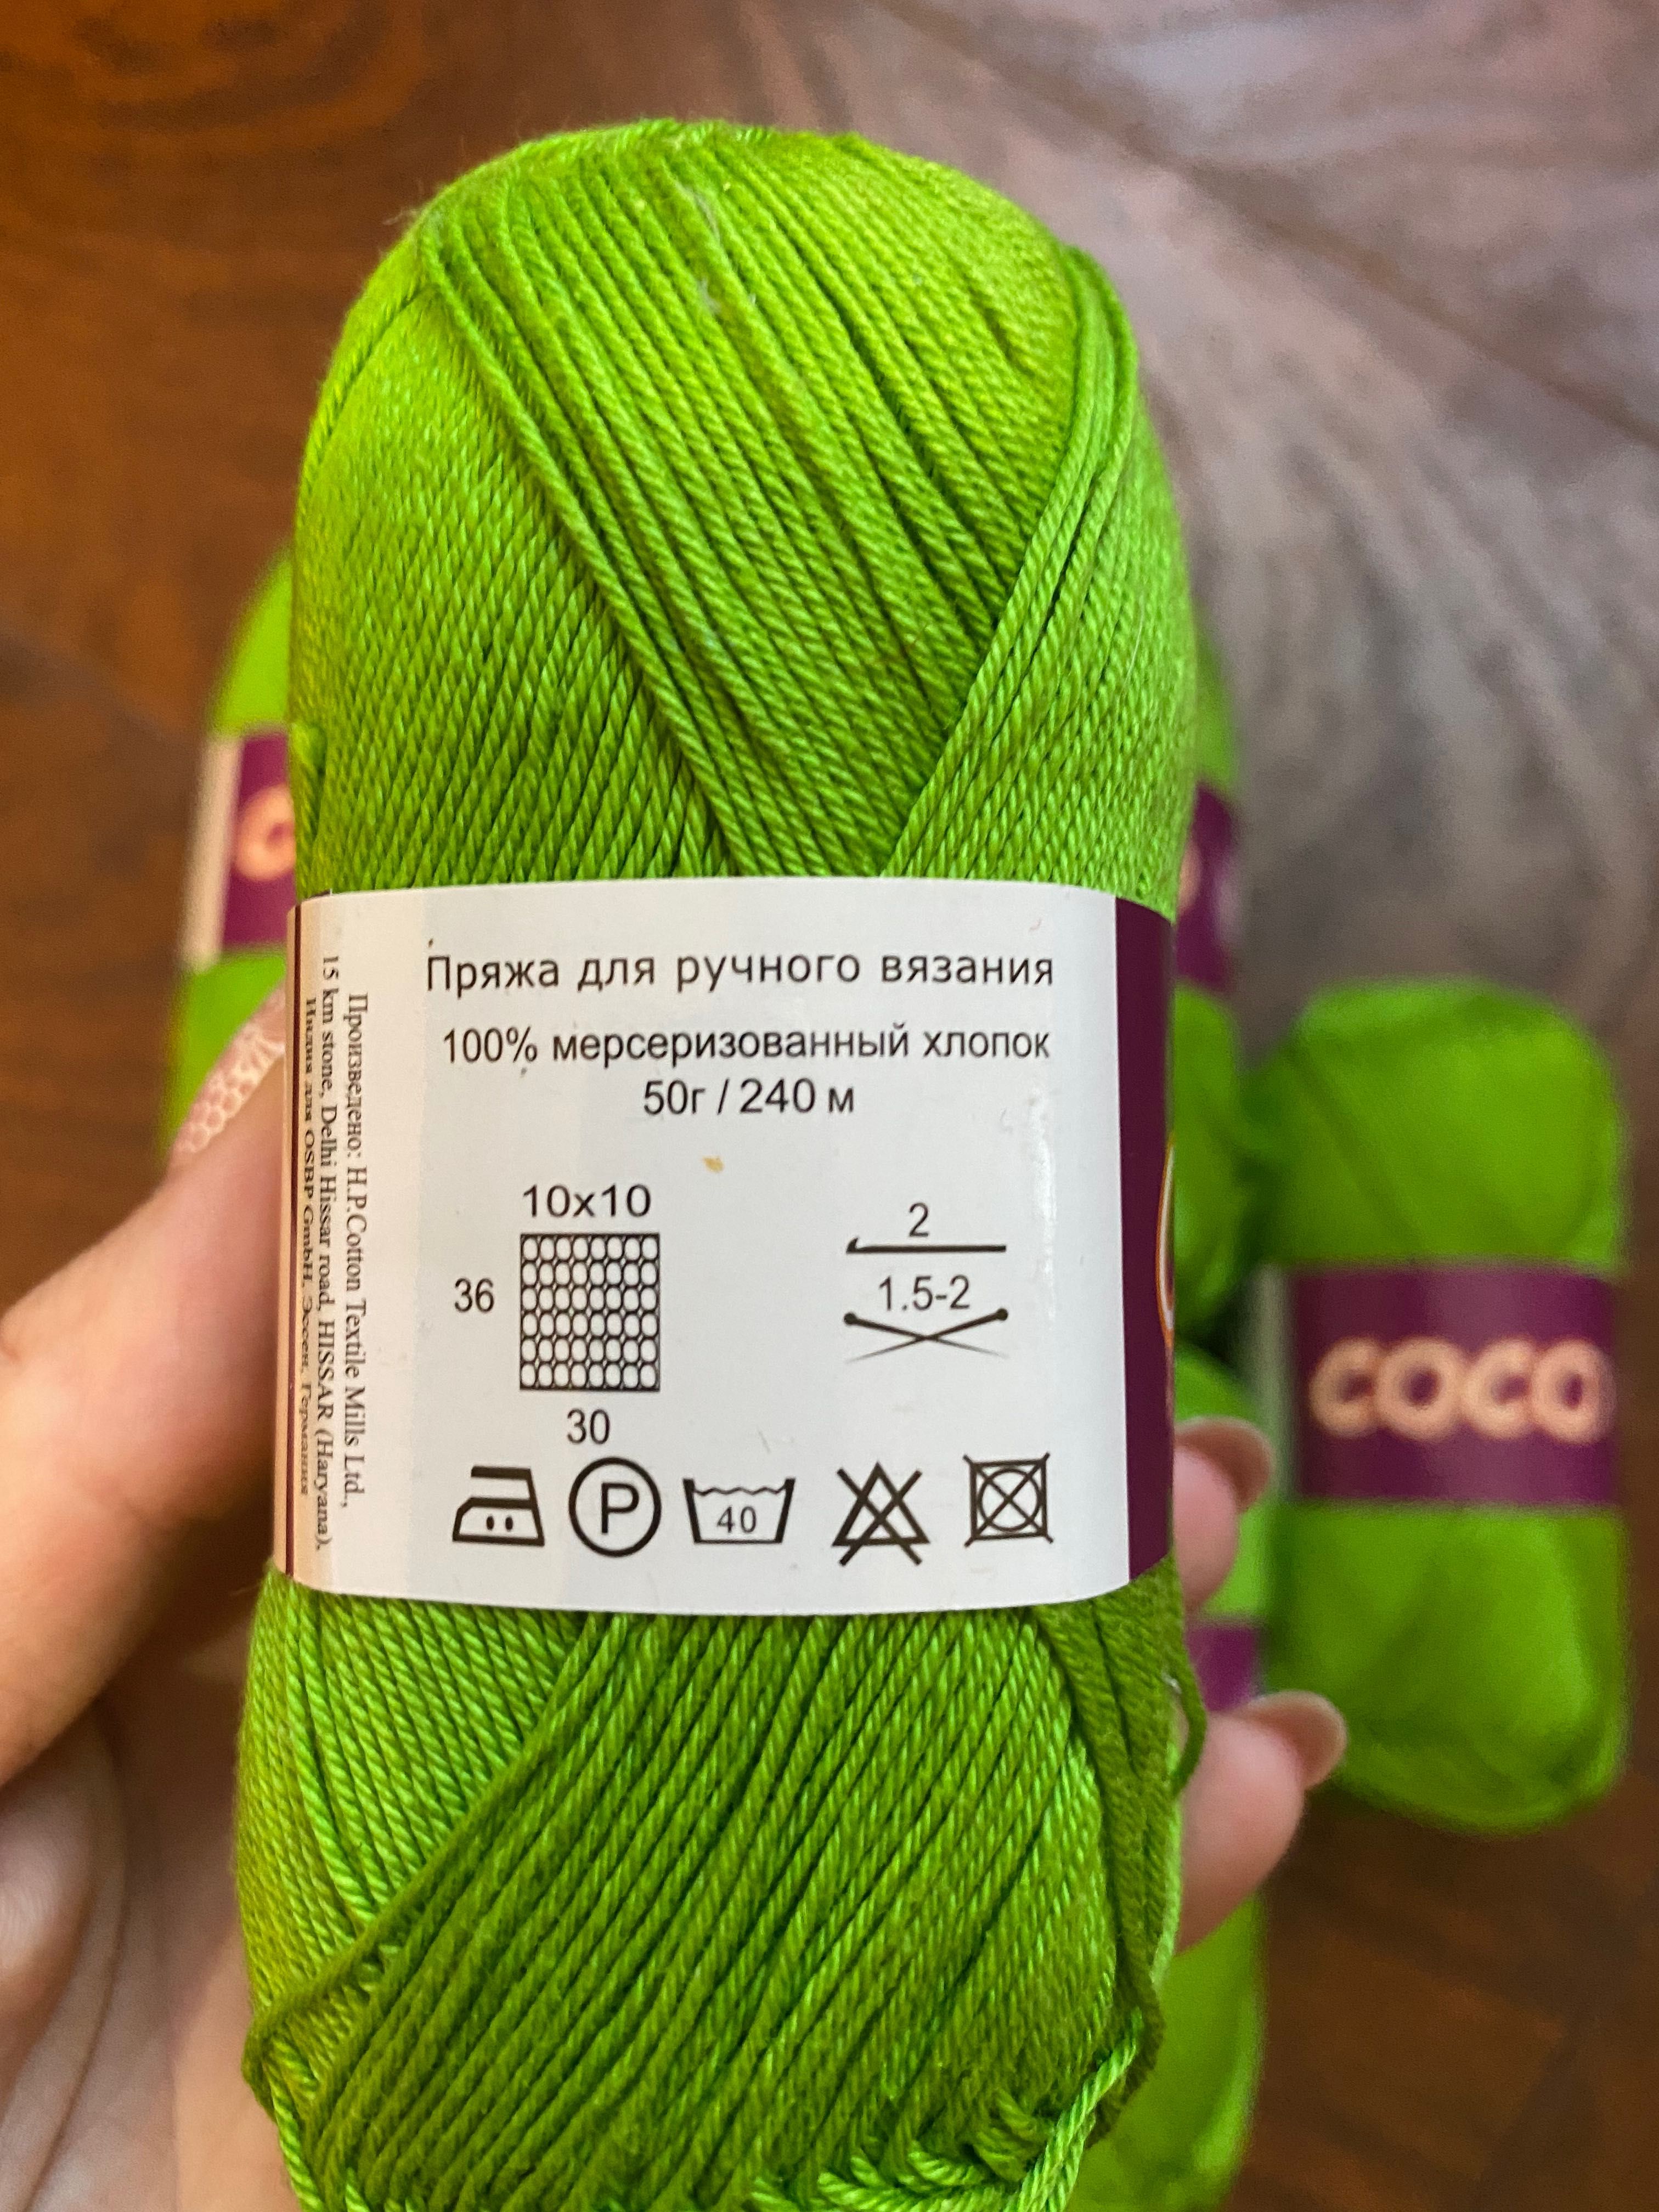 Пряжа для ручного вязания
100% мерсеризованный хлопок
50г / 240 м
10x10
36
30
2
1.5-2
P
40
Произведено: H.P.Cotton Textile Mills Ltd.,
15 km stone, Delhi Hissar road, HISSAR (Haryana),
Индия для OSBP GmbH, Эссен, Германия
COCO